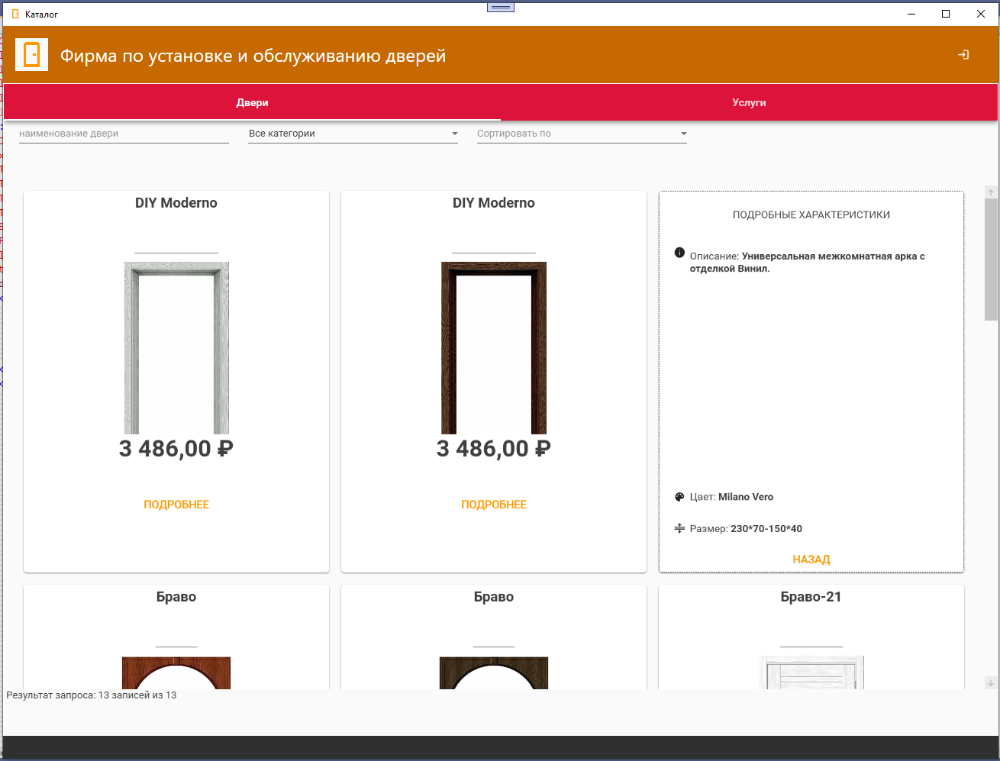 Каталог
Фирма по установке и обслуживанию дверей
Двери
Услуги
наименование двери
Все категории
Сортировать по
DIY Moderno
3 486,00 ₽
ПОДРОБНЕЕ
DIY Moderno
3 486,00 ₽
ПОДРОБНЕЕ
ПОДРОБНЫЕ ХАРАКТЕРИСТИКИ
Описание: Универсальная межкомнатная арка с
отделкой Винил.
Цвет: Milano Vero
Размер: 230*70-150*40
НАЗАД
Браво
Браво
Браво-21
Результат запроса: 13 записей из 13